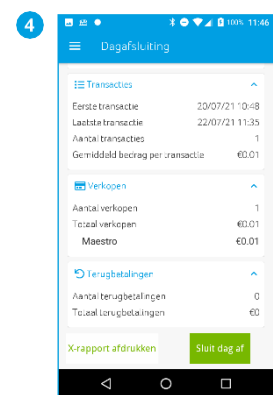 4
100% 11:46
Dagafsluiting
Transacties
Eerste transactie 20/07/21 10:48
Laatste transactie 22/07/21 11:35
Aantal transacties 1
Gemiddeld bedrag per transactie €0.01
Verkopen
Aantal verkopen 1
Totaal verkopen €0.01
Maestro €0.01
Terugbetalingen
Aantal terugbetalingen 0
Totaal terugbetalingen €0
X-rapport afdrukken Sluit dag af